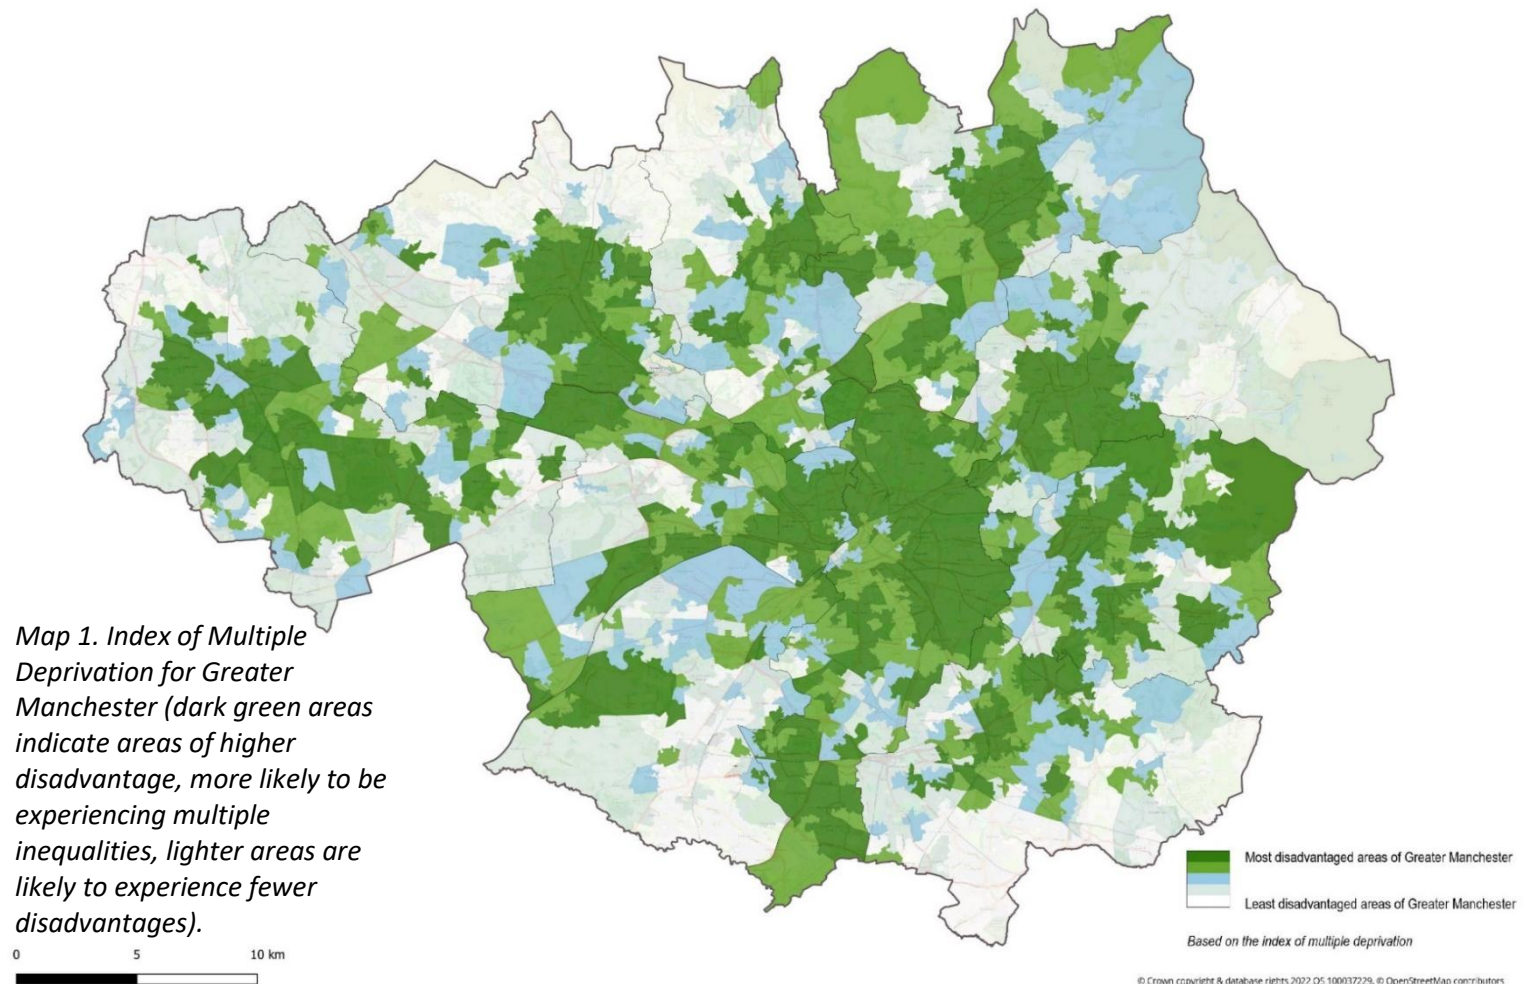 Map 1. Index of Multiple
Deprivation for Greater
Manchester (dark green areas
indicate areas of higher
disadvantage, more likely to be
experiencing multiple
inequalities, lighter areas are
likely to experience fewer
disadvantages).
0 5 10 km
Most disadvantaged areas of Greater Manchester
Least disadvantaged areas of Greater Manchester
Based on the index of multiple deprivation
© Crown copyright & database rights 2022 OS 100037229, © OpenStreetMap contributors